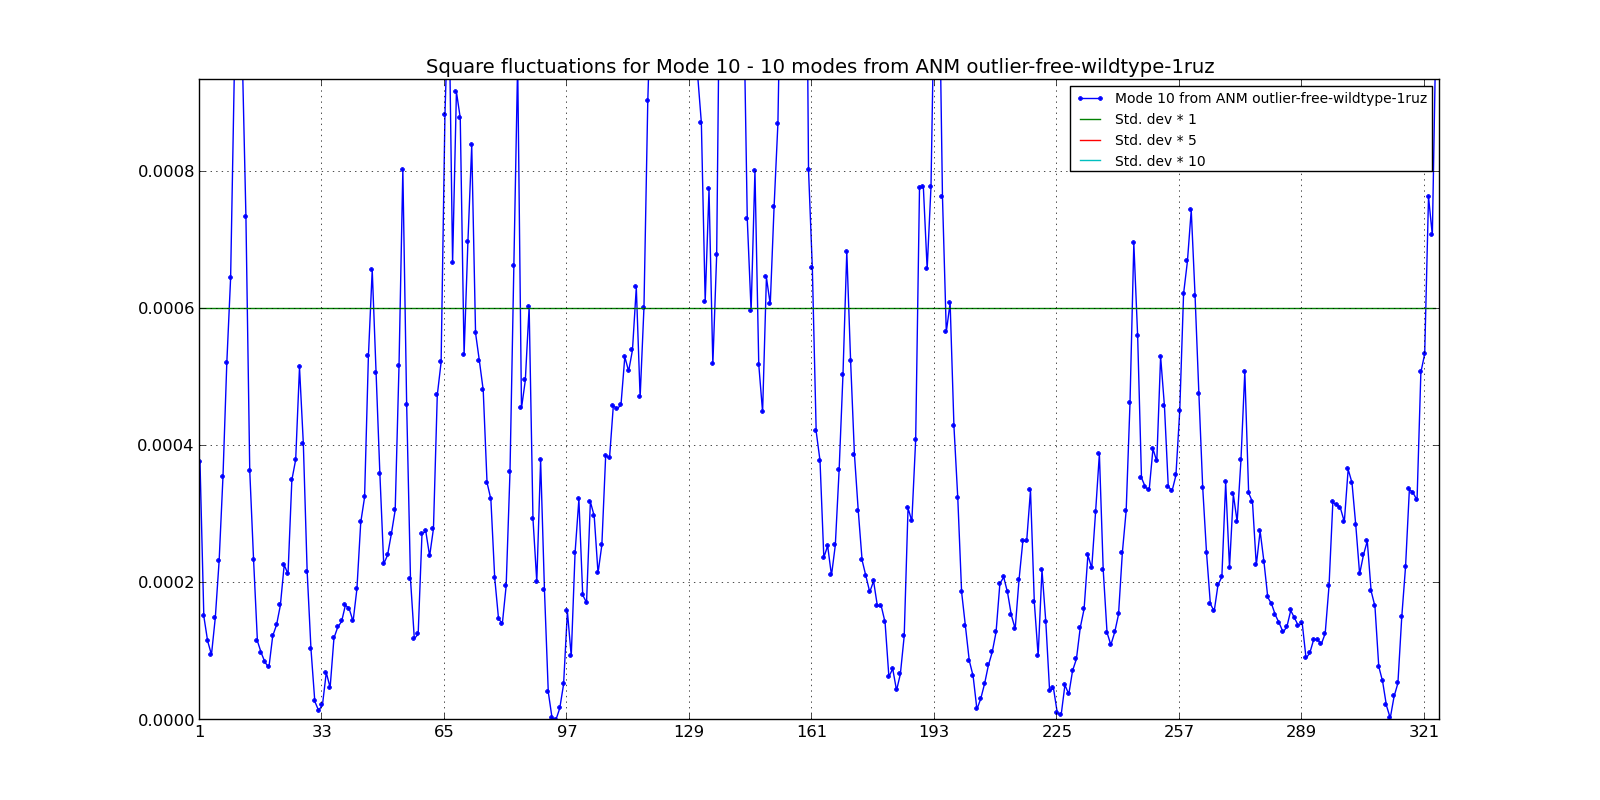 Square fluctuations for Mode 10 - 10 modes from ANM outlier-free-wildtype-1ruz
Mode 10 from ANM outlier-free-wildtype-1ruz
Std. dev * 1
Std. dev * 5
Std. dev * 10
0.0008
0.0006
0.0004
0.0002
0.0000
1 33 65 97 129 161 193 225 257 289 321